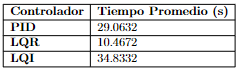 Controlador Tiempo Promedio (s)
PID 29.0632
LQR 10.4672
LQI 34.8332